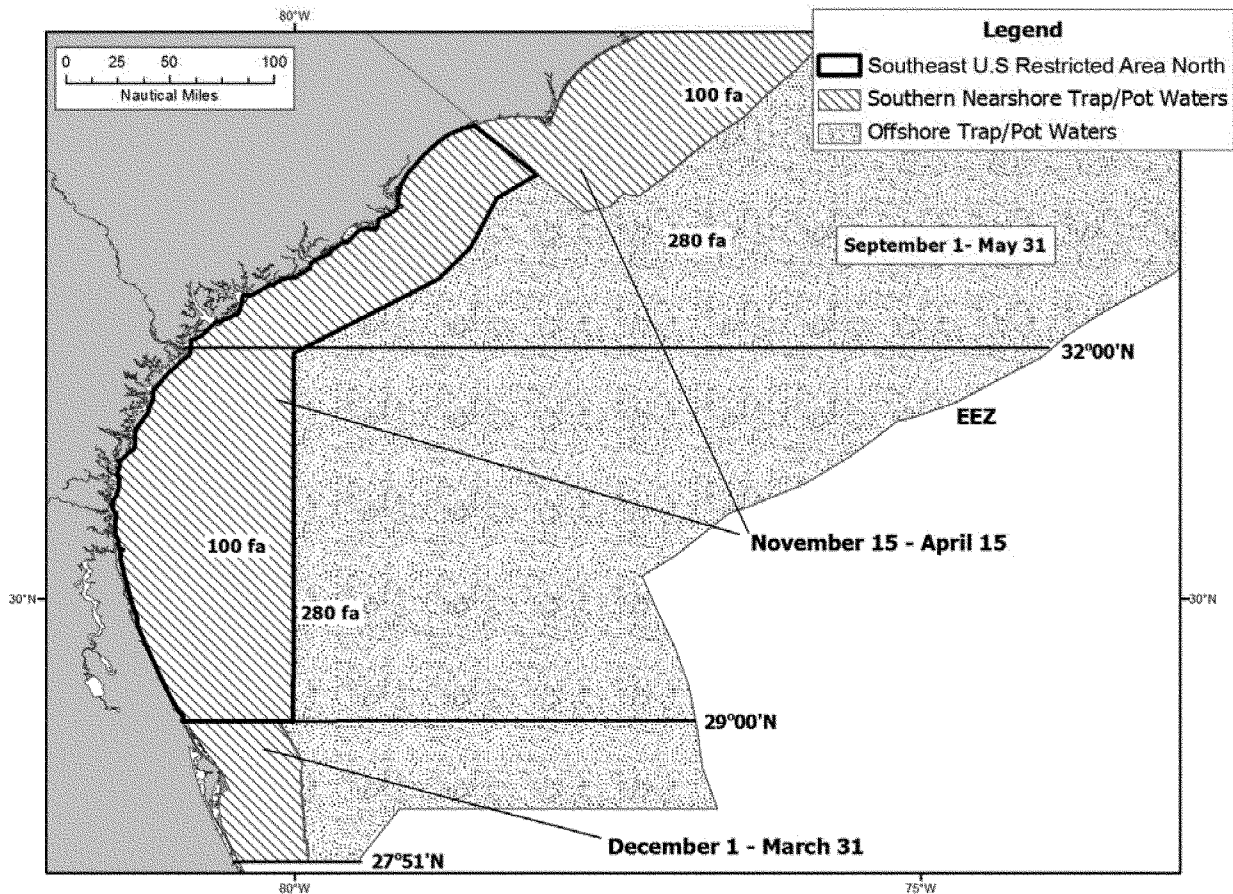 80°W
0 25 50 100
Nautical Miles
Legend
Southeast U.S Restricted Area North
Southern Nearshore Trap/Pot Waters
Offshore Trap/Pot Waters
100 fa
280 fa
September 1- May 31
32°00'N
EEZ
November 15 - April 15
100 fa
280 fa
30°N
30°N
29°00'N
December 1 - March 31
27°51'N
80°W
75°W